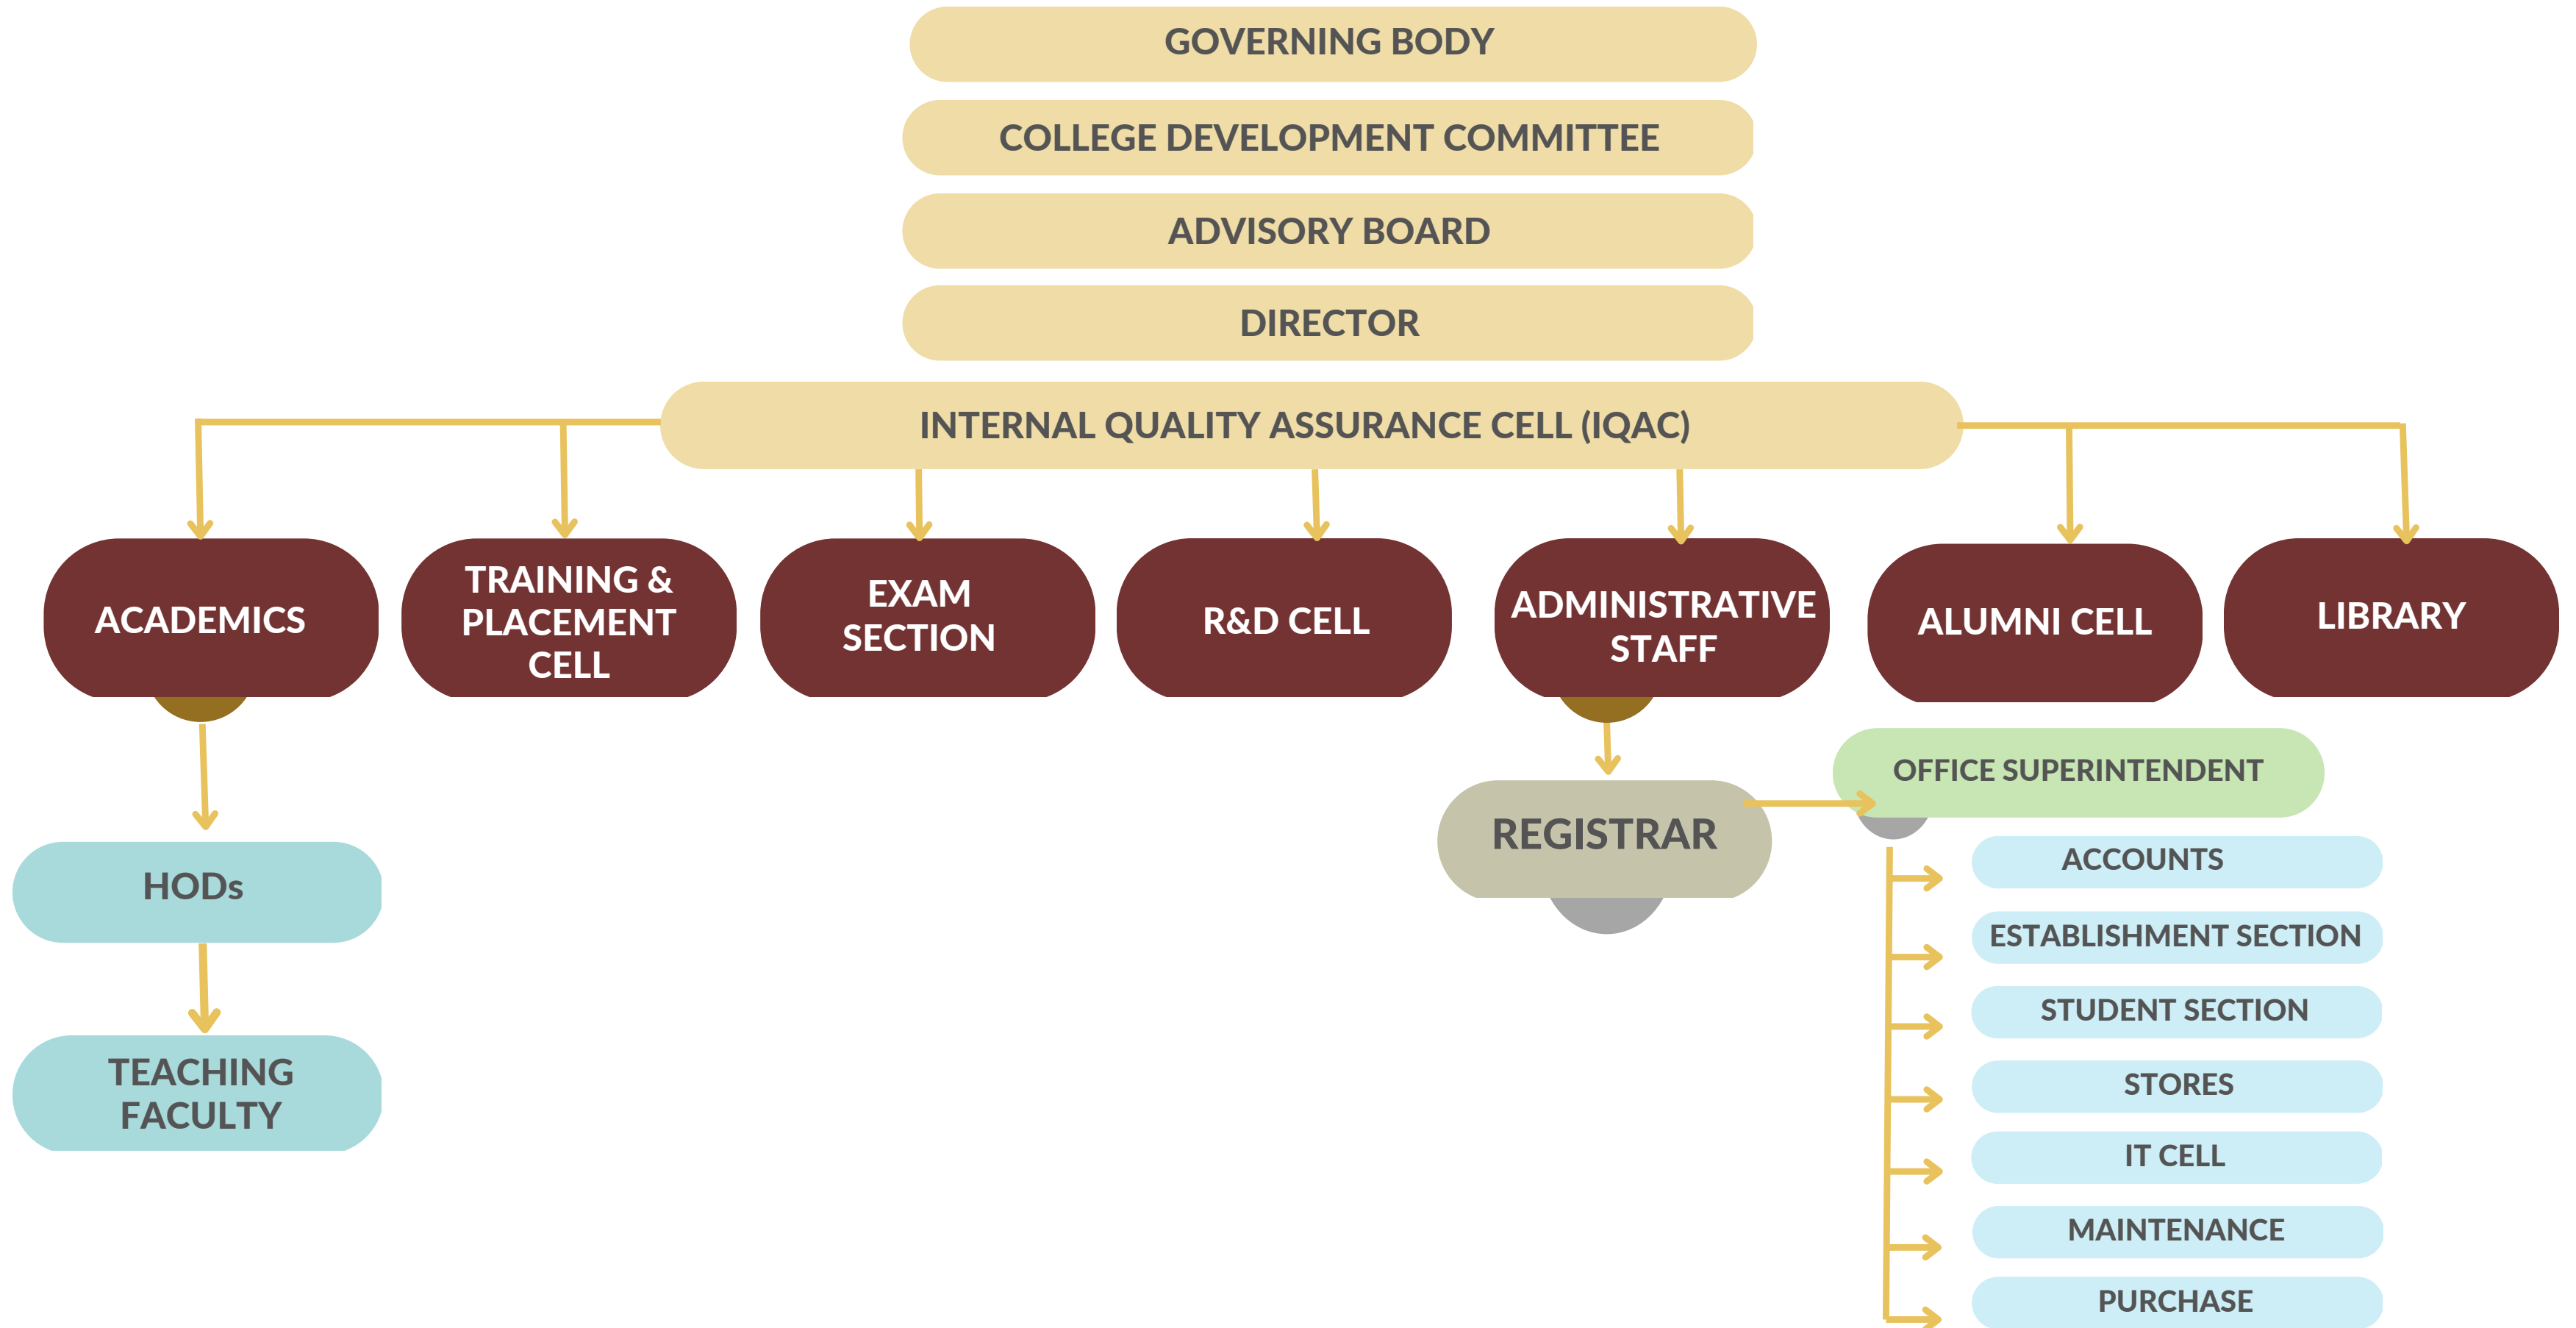 GOVERNING BODY
COLLEGE DEVELOPMENT COMMITTEE
ADVISORY BOARD
DIRECTOR
INTERNAL QUALITY ASSURANCE CELL (IQAC)
ACADEMICS
TRAINING &
PLACEMENT
CELL
EXAM
SECTION
R&D CELL
ADMINISTRATIVE
STAFF
ALUMNI CELL
LIBRARY
HODs
TEACHING
FACULTY
REGISTRAR
OFFICE SUPERINTENDENT
ACCOUNTS
ESTABLISHMENT SECTION
STUDENT SECTION
STORES
IT CELL
MAINTENANCE
PURCHASE